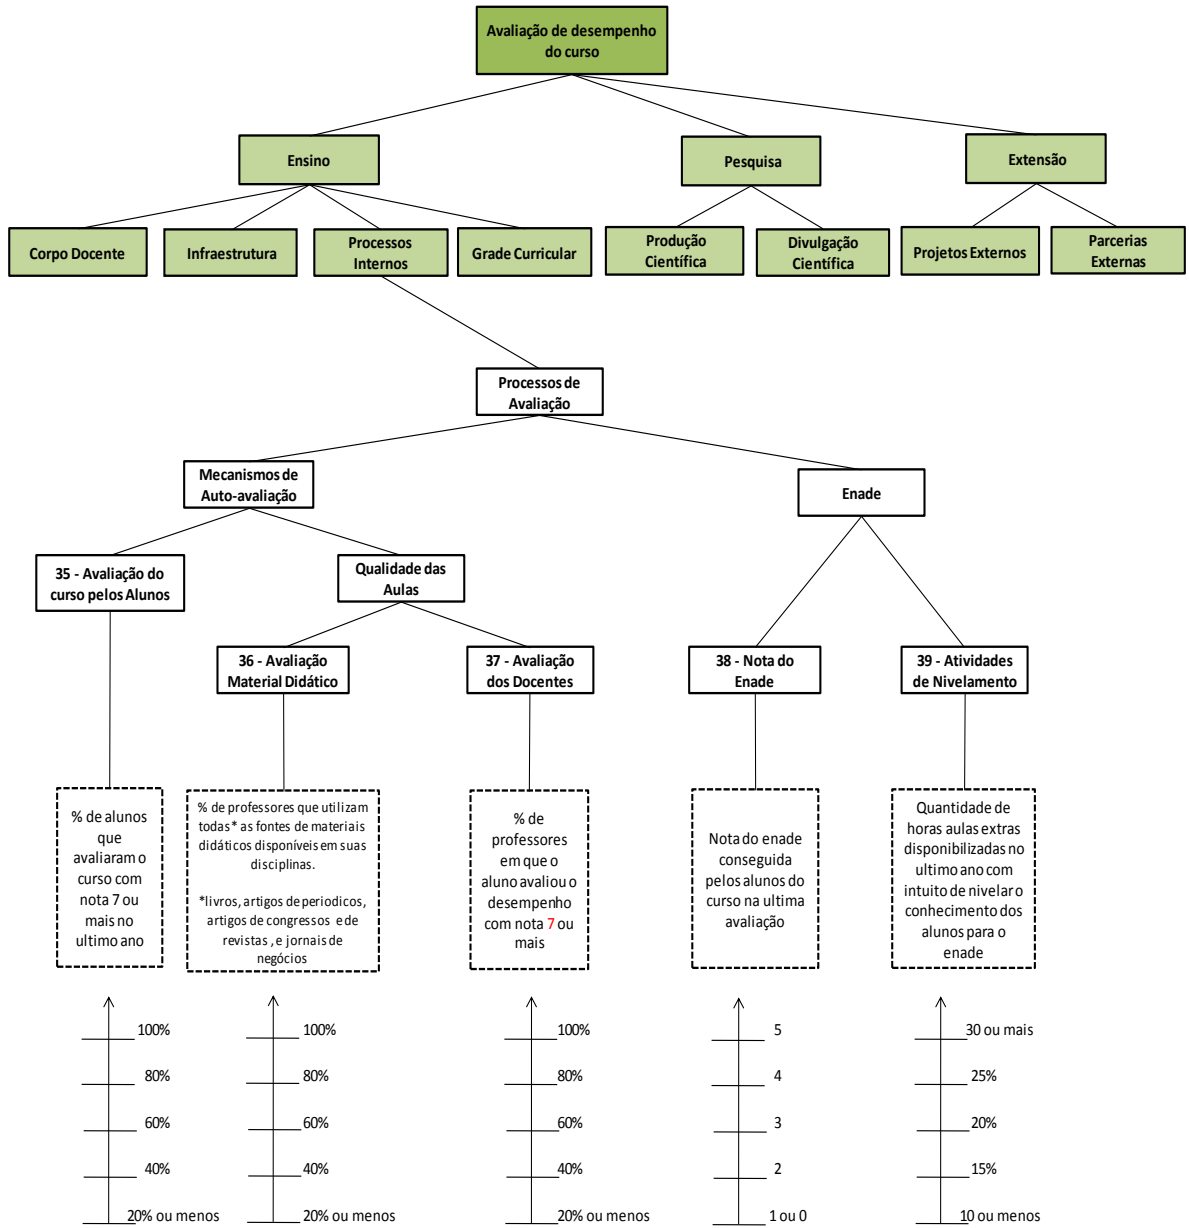 Avaliação de desempenho
do curso
Ensino
Pesquisa
Extensão
Corpo Docente
Infraestrutura
Processos
Internos
Grade Curricular
Produção
Científica
Divulgação
Científica
Projetos Externos
Parcerias
Externas
Processos de
Avaliação
Mecanismos de
Auto-avaliação
Enade
35 - Avaliação do
curso pelos Alunos
Qualidade das
Aulas
36 - Avaliação
Material Didático
37 - Avaliação
dos Docentes
38 - Nota do
Enade
39 - Atividades
de Nivelamento
% de alunos
que
avaliaram o
curso com
nota 7 ou
mais no
ultimo ano
% de professores que utilizam
todas* as fontes de materiais
didáticos disponíveis em suas
disciplinas.
*livros, artigos de periodicos,
artigos de congressos e de
revistas , e jornais de
negócios
% de
professores
em que o
aluno avaliou o
desempenho
com nota 7 ou
mais
Nota do enade
conseguida
pelos alunos do
curso na ultima
avaliação
Quantidade de
horas aulas extras
disponibilizadas no
ultimo ano com
intuito de nivelar o
conhecimento dos
alunos para o
enade
100%
80%
60%
40%
20% ou menos
100%
80%
60%
40%
20% ou menos
100%
80%
60%
40%
20% ou menos
5
4
3
2
1 ou 0
30 ou mais
25%
20%
15%
10 ou menos